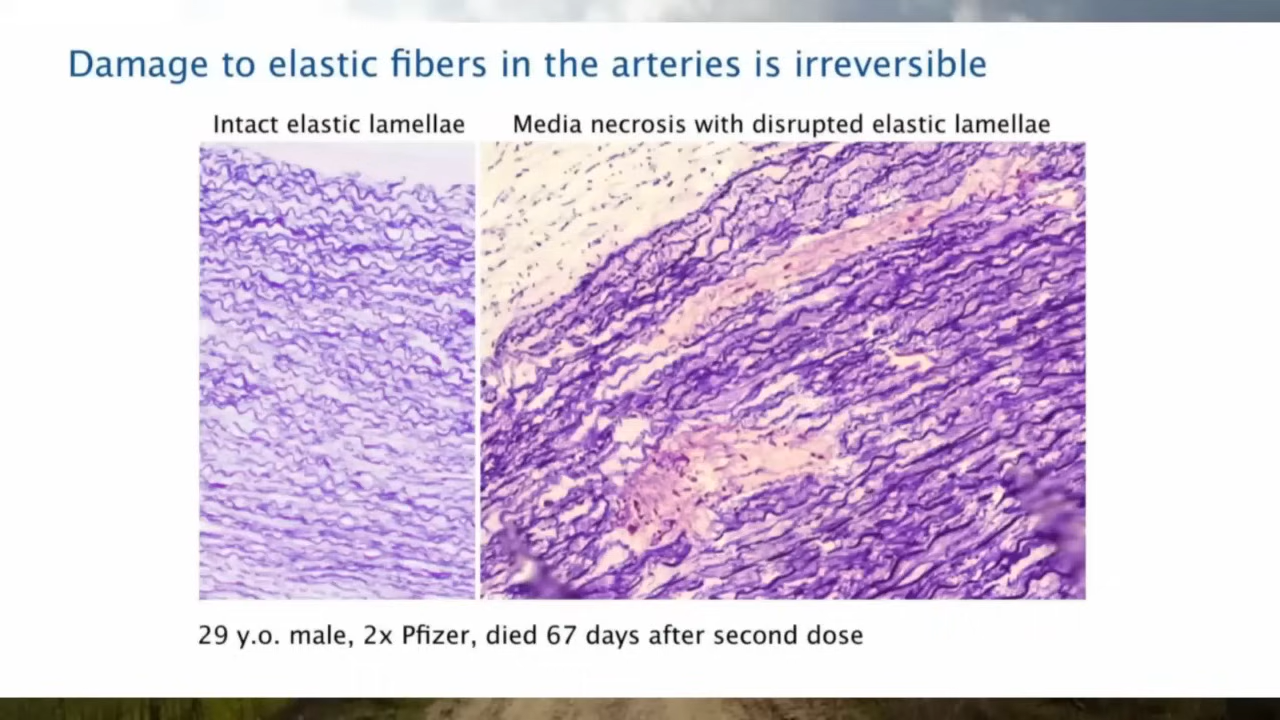 Damage to elastic fibers in the arteries is irreversible
Intact elastic lamellae
Media necrosis with disrupted elastic lamellae
29 y.o. male, 2x Pfizer, died 67 days after second dose